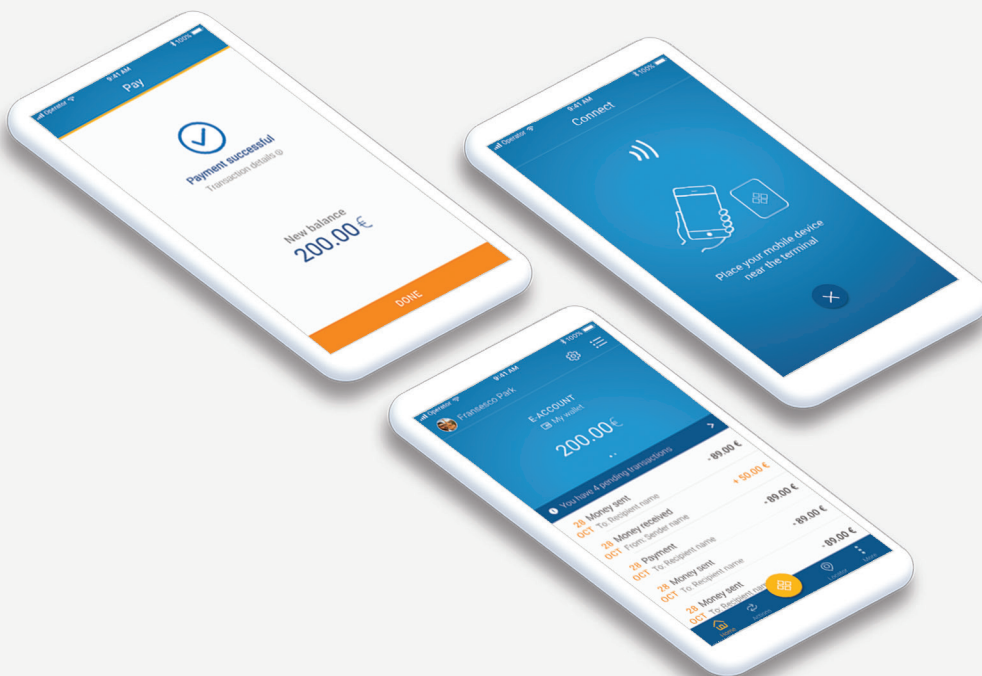 Operator
9:41 AM
100%
Pay
Payment successful
Transaction details
New balance
200.00 €
DONE
Operator
9:41 AM
100%
Connect
Place your mobile device
near the terminal
Operator
9:41 AM
100%
Fransesco Park
E-ACCOUNT
My wallet
200.00 €
You have 4 pending transactions
28 Money sent - 89.00 €
OCT To: Recipient name
28 Money received + 50.00 €
OCT From: Sender name
28 Payment - 89.00 €
OCT To: Recipient name
28 Money sent - 89.00 €
OCT To: Recipient name
28 Money sent - 89.00 €
OCT To: Recipient name
Home
Actions
Locator
More